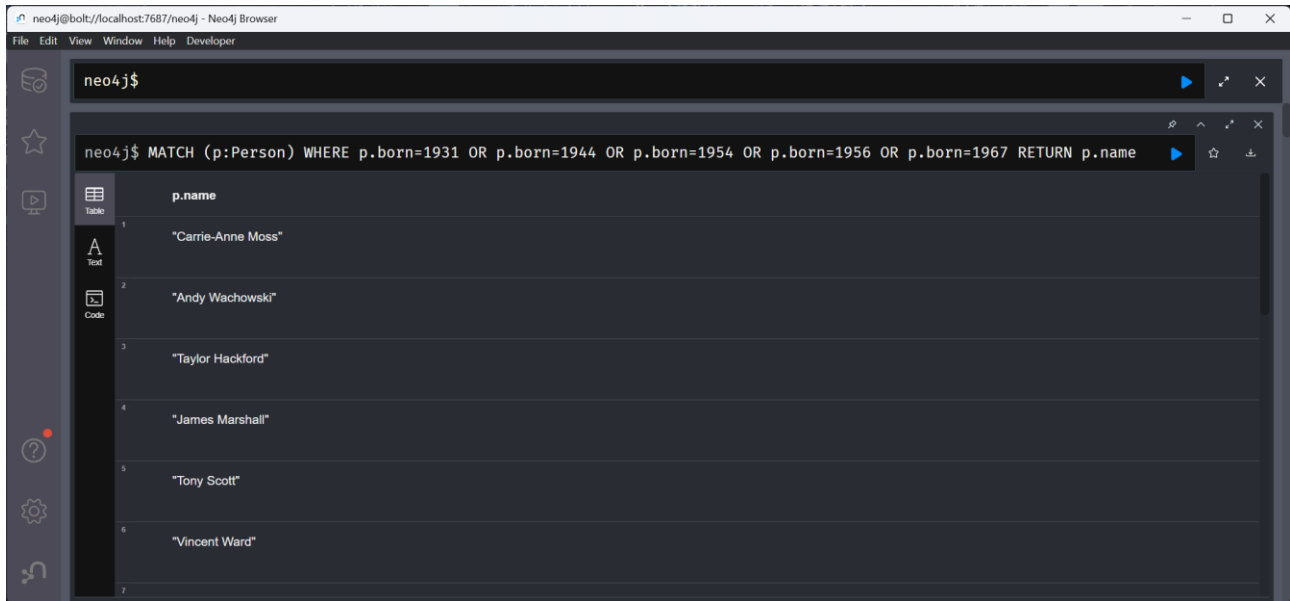 neo4j@bolt://localhost:7687/neo4j - Neo4j Browser
File Edit View Window Help Developer
neo4j$
neo4j$ MATCH (p:Person) WHERE p.born=1931 OR p.born=1944 OR p.born=1954 OR p.born=1956 OR p.born=1967 RETURN p.name
Table
Text
Code
p.name
1 "Carrie-Anne Moss"
2 "Andy Wachowski"
3 "Taylor Hackford"
4 "James Marshall"
5 "Tony Scott"
6 "Vincent Ward"
7